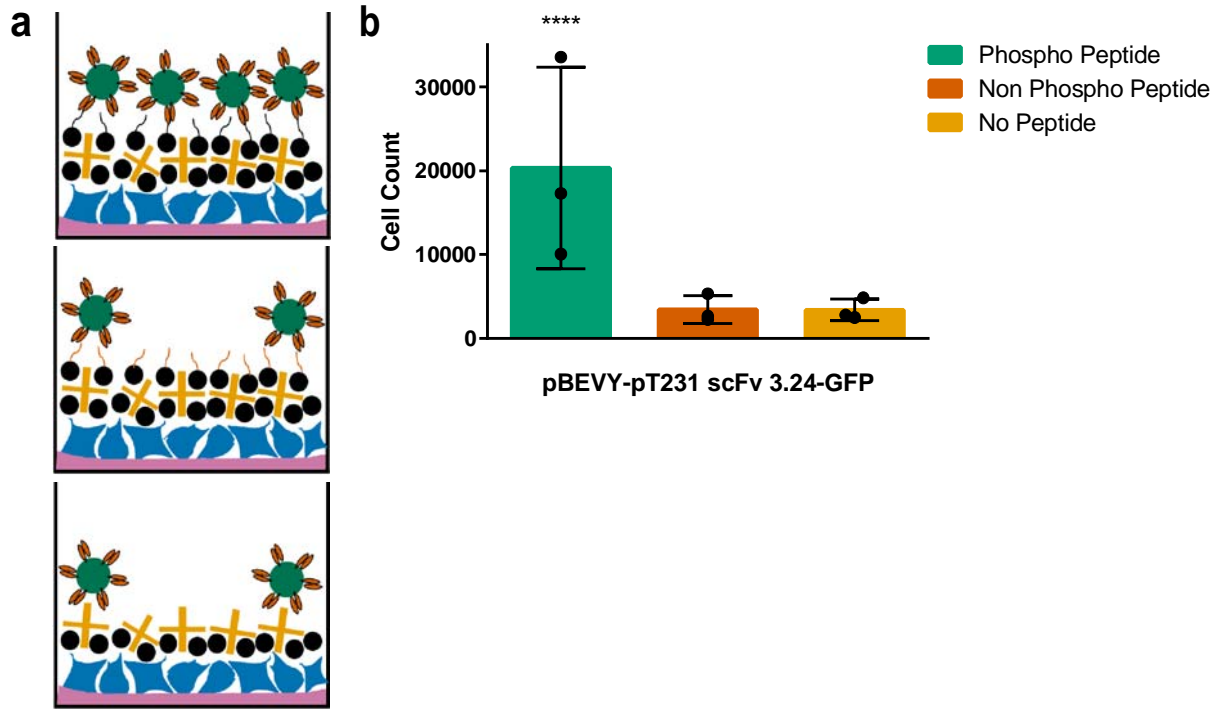 a
b
****
30000
20000
10000
0
Cell Count
pBEVY-pT231 scFv 3.24-GFP
Phospho Peptide
Non Phospho Peptide
No Peptide